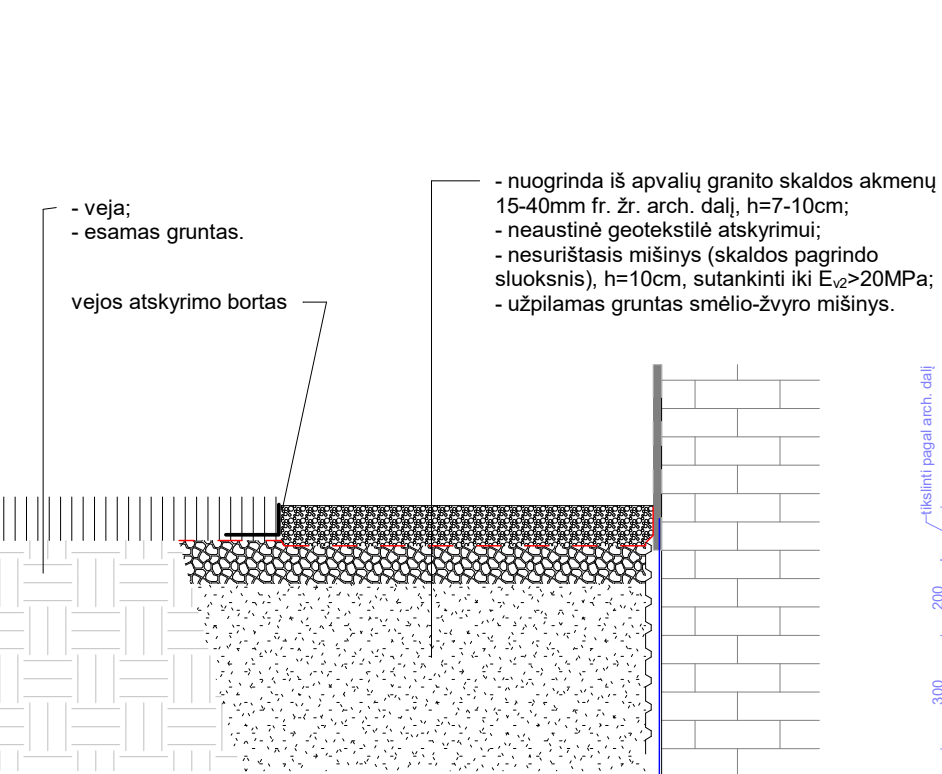 - nuogrinda iš apvalių granito skaldos akmenų
15-40mm fr. žr. arch. dalį, h=7-10cm;
- neaustinė geotekstilė atskyrimui;
- nesurištasis mišinys (skaldos pagrindo
sluoksnis), h=10cm, sutankinti iki Ev2>20MPa;
- užpilamas gruntas smėlio-žvyro mišinys.
- veja;
- esamas gruntas.
vejos atskyrimo bortas
tikslinti pagal arch. dalį
200
300